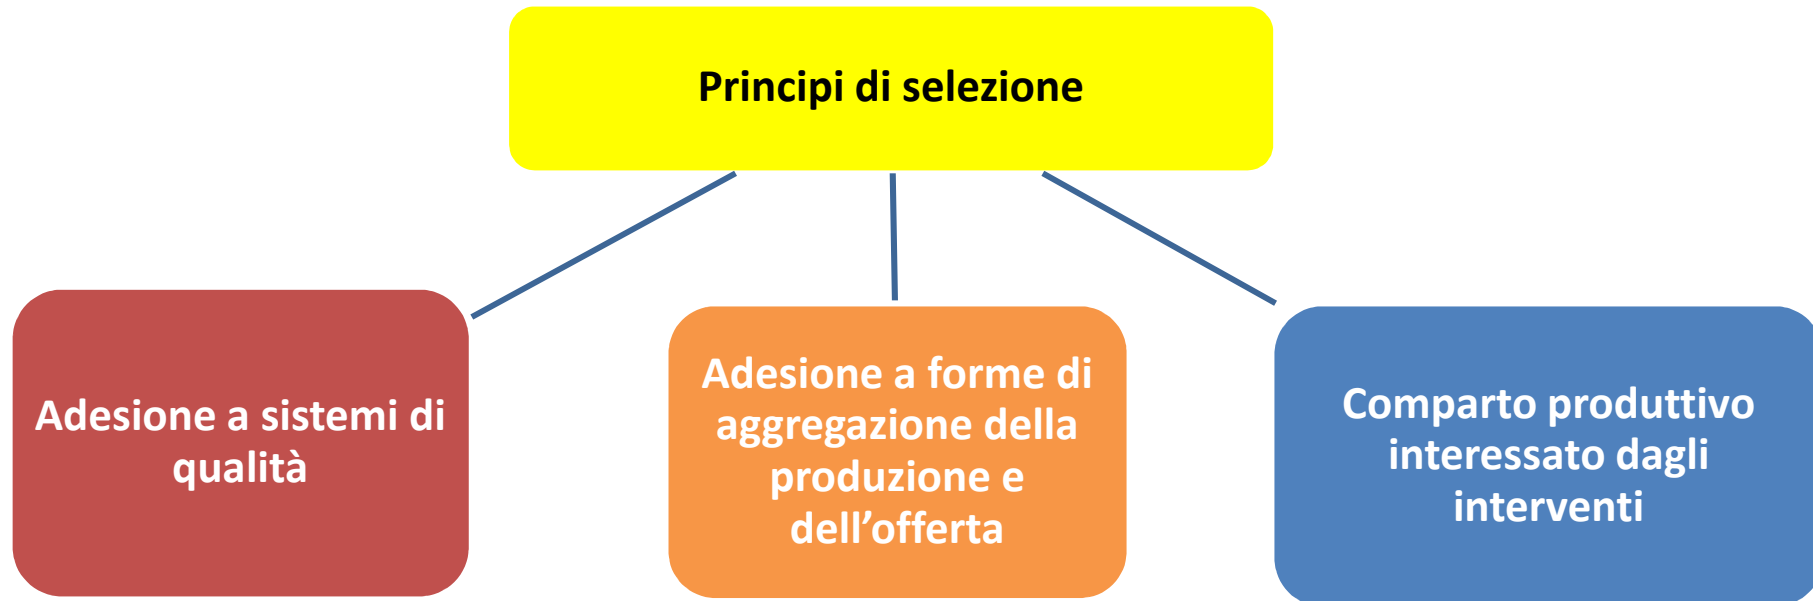 Principi di selezione
Adesione a sistemi di
qualità
Adesione a forme di
aggregazione della
produzione e
dell’offerta
Comparto produttivo
interessato dagli
interventi